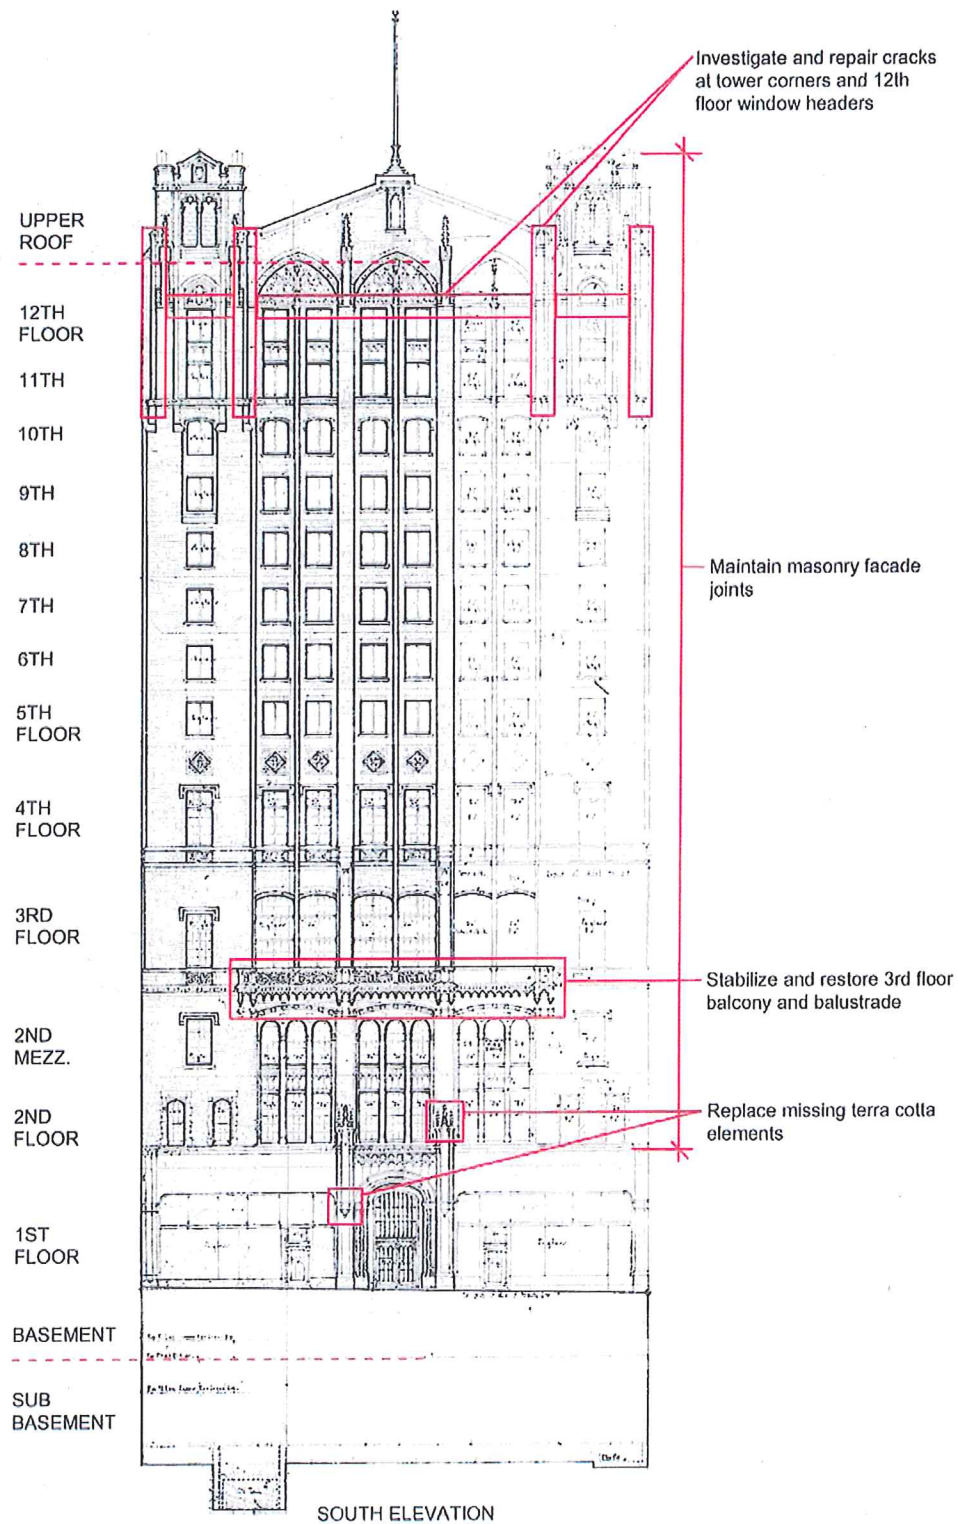 Investigate and repair cracks
at tower corners and 12th
floor window headers
UPPER
ROOF
12TH
FLOOR
11TH
10TH
9TH
8TH
7TH
6TH
5TH
FLOOR
4TH
FLOOR
3RD
FLOOR
2ND
MEZZ.
2ND
FLOOR
1ST
FLOOR
BASEMENT
SUB
BASEMENT
Maintain masonry facade
joints
Stabilize and restore 3rd floor
balcony and balustrade
Replace missing terra cotta
elements
SOUTH ELEVATION